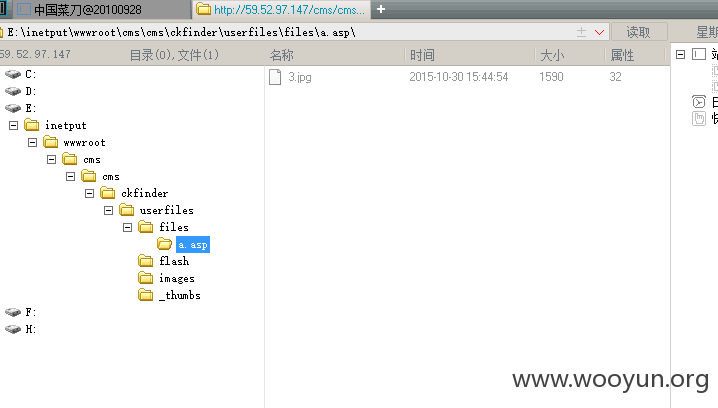 中国菜刀@20100928
http://59.52.97.147/cms/cms...
E:\inetput\wwwroot\cms\cms\ckfinder\userfiles\files\a.asp\
读取
星期
59.52.97.147
目录(0),文件(1)
名称
时间
大小
属性
3.jpg
2015-10-30 15:44:54
1590
32
C:
D:
E:
inetput
wwwroot
cms
cms
ckfinder
userfiles
files
a.asp
flash
images
_thumbs
F:
H:
www.wooyun.org